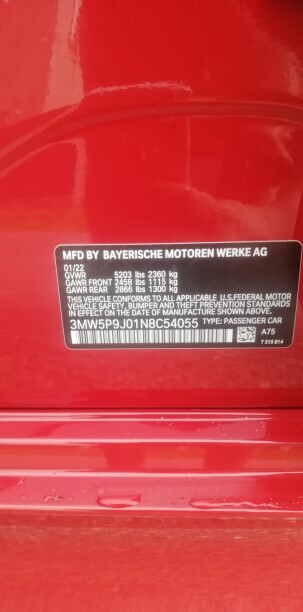 MFD BY BAYERISCHE MOTOREN WERKE AG
01/22
GVWR 5203 lbs 2360 kg
GAWR FRONT 2458 lbs 1115 kg
GAWR REAR 2866 lbs 1300 kg
THIS VEHICLE CONFORMS TO ALL APPLICABLE U.S. FEDERAL MOTOR
VEHICLE SAFETY, BUMPER, AND THEFT PREVENTION STANDARDS
IN EFFECT ON THE DATE OF MANUFACTURE SHOWN ABOVE.
3MW5P9J01N8C54055 TYPE: PASSENGER CAR
A75
7 315 814